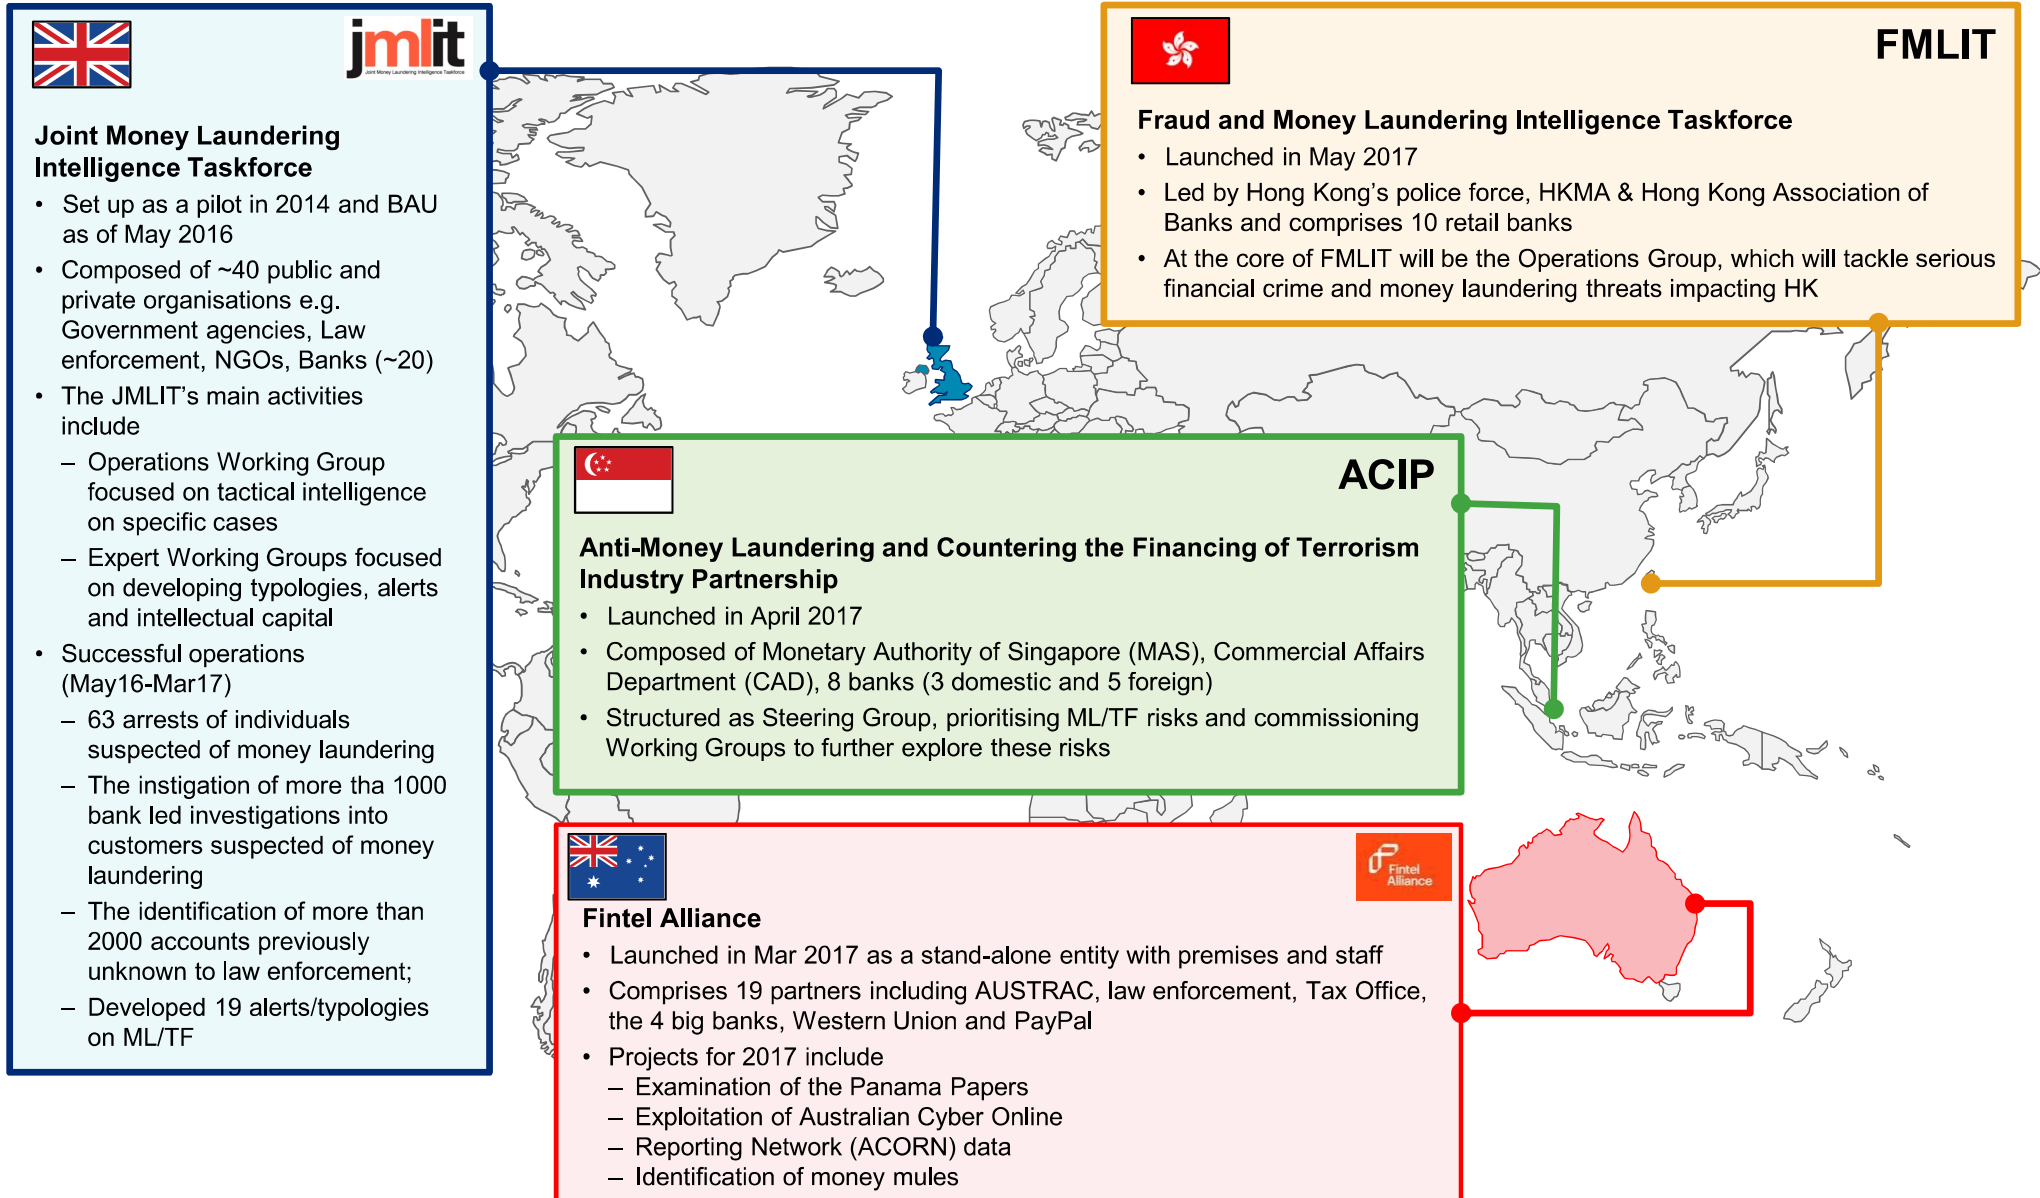 jmlit
Joint Money Laundering Intelligence Taskforce
Joint Money Laundering
Intelligence Taskforce
• Set up as a pilot in 2014 and BAU
as of May 2016
• Composed of ~40 public and
private organisations e.g.
Government agencies, Law
enforcement, NGOs, Banks (~20)
• The JMLIT’s main activities
include
– Operations Working Group
focused on tactical intelligence
on specific cases
– Expert Working Groups focused
on developing typologies, alerts
and intellectual capital
• Successful operations
(May16-Mar17)
– 63 arrests of individuals
suspected of money laundering
– The instigation of more tha 1000
bank led investigations into
customers suspected of money
laundering
– The identification of more than
2000 accounts previously
unknown to law enforcement;
– Developed 19 alerts/typologies
on ML/TF
FMLIT
Fraud and Money Laundering Intelligence Taskforce
• Launched in May 2017
• Led by Hong Kong’s police force, HKMA & Hong Kong Association of
Banks and comprises 10 retail banks
• At the core of FMLIT will be the Operations Group, which will tackle serious
financial crime and money laundering threats impacting HK
ACIP
Anti-Money Laundering and Countering the Financing of Terrorism
Industry Partnership
• Launched in April 2017
• Composed of Monetary Authority of Singapore (MAS), Commercial Affairs
Department (CAD), 8 banks (3 domestic and 5 foreign)
• Structured as Steering Group, prioritising ML/TF risks and commissioning
Working Groups to further explore these risks
Fintel
Alliance
Fintel Alliance
• Launched in Mar 2017 as a stand-alone entity with premises and staff
• Comprises 19 partners including AUSTRAC, law enforcement, Tax Office,
the 4 big banks, Western Union and PayPal
• Projects for 2017 include
– Examination of the Panama Papers
– Exploitation of Australian Cyber Online
– Reporting Network (ACORN) data
– Identification of money mules